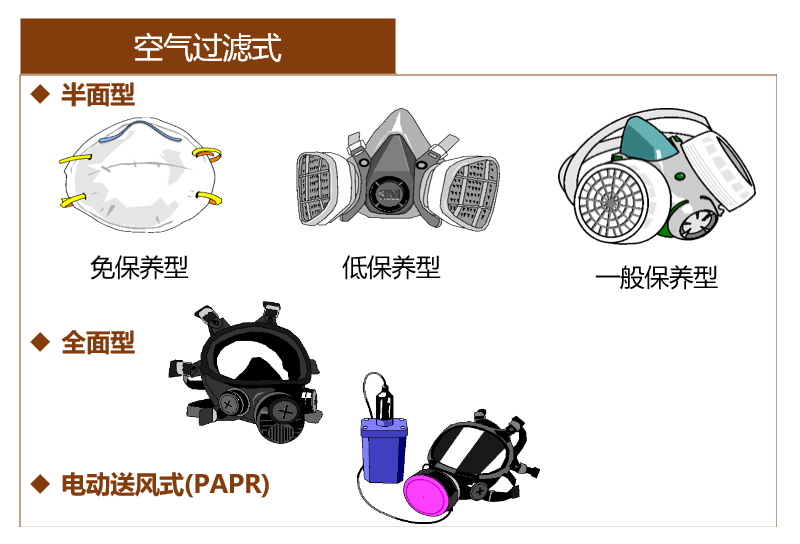 空气过滤式
◆ 半面型
3M
免保养型
低保养型
一般保养型
◆ 全面型
◆ 电动送风式(PAPR)